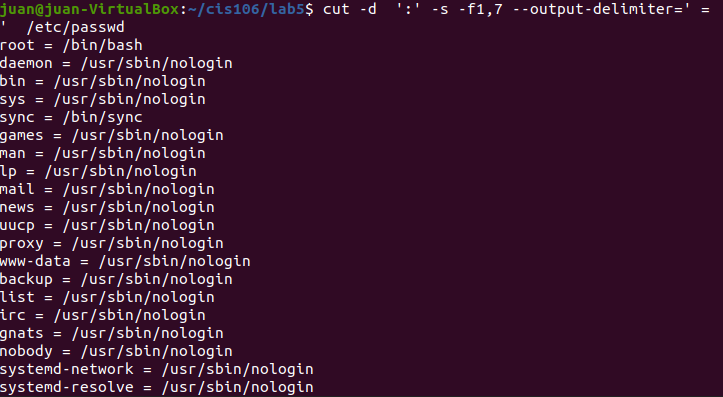 juan@juan-VirtualBox:~/cis106/lab5$ cut -d  ':' -s -f1,7 --output-delimiter=' =
'  /etc/passwd
root = /bin/bash
daemon = /usr/sbin/nologin
bin = /usr/sbin/nologin
sys = /usr/sbin/nologin
sync = /bin/sync
games = /usr/sbin/nologin
man = /usr/sbin/nologin
lp = /usr/sbin/nologin
mail = /usr/sbin/nologin
news = /usr/sbin/nologin
uucp = /usr/sbin/nologin
proxy = /usr/sbin/nologin
www-data = /usr/sbin/nologin
backup = /usr/sbin/nologin
list = /usr/sbin/nologin
irc = /usr/sbin/nologin
gnats = /usr/sbin/nologin
nobody = /usr/sbin/nologin
systemd-network = /usr/sbin/nologin
systemd-resolve = /usr/sbin/nologin